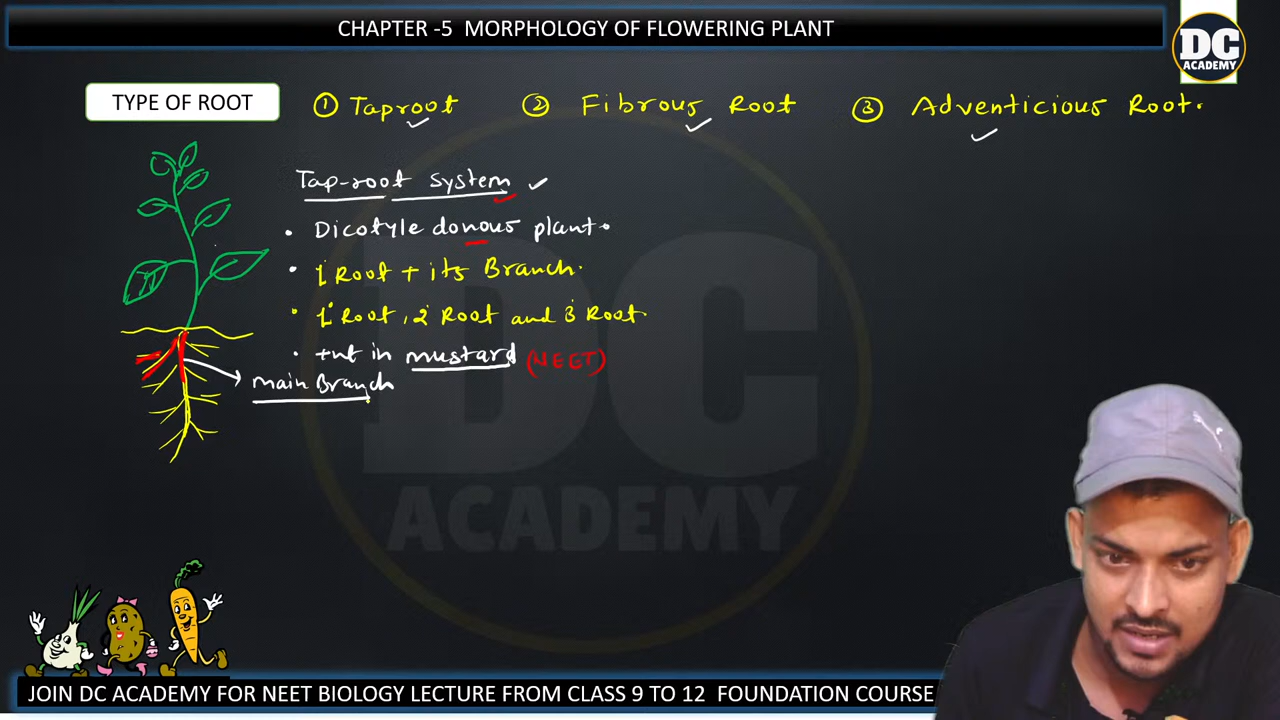 CHAPTER -5 MORPHOLOGY OF FLOWERING PLANT
DC
ACADEMY
TYPE OF ROOT
① Taproot ② Fibrous Root ③ Adventicious Root.
Tap-root system
• Dicotyle donous plant.
• 1° Root + its Branch.
• 1° Root, 2° Root and 3° Root
• +nt in mustard (NEET)
main Branch
DC
ACADEMY
JOIN DC ACADEMY FOR NEET BIOLOGY LECTURE FROM CLASS 9 TO 12 FOUNDATION COURSE